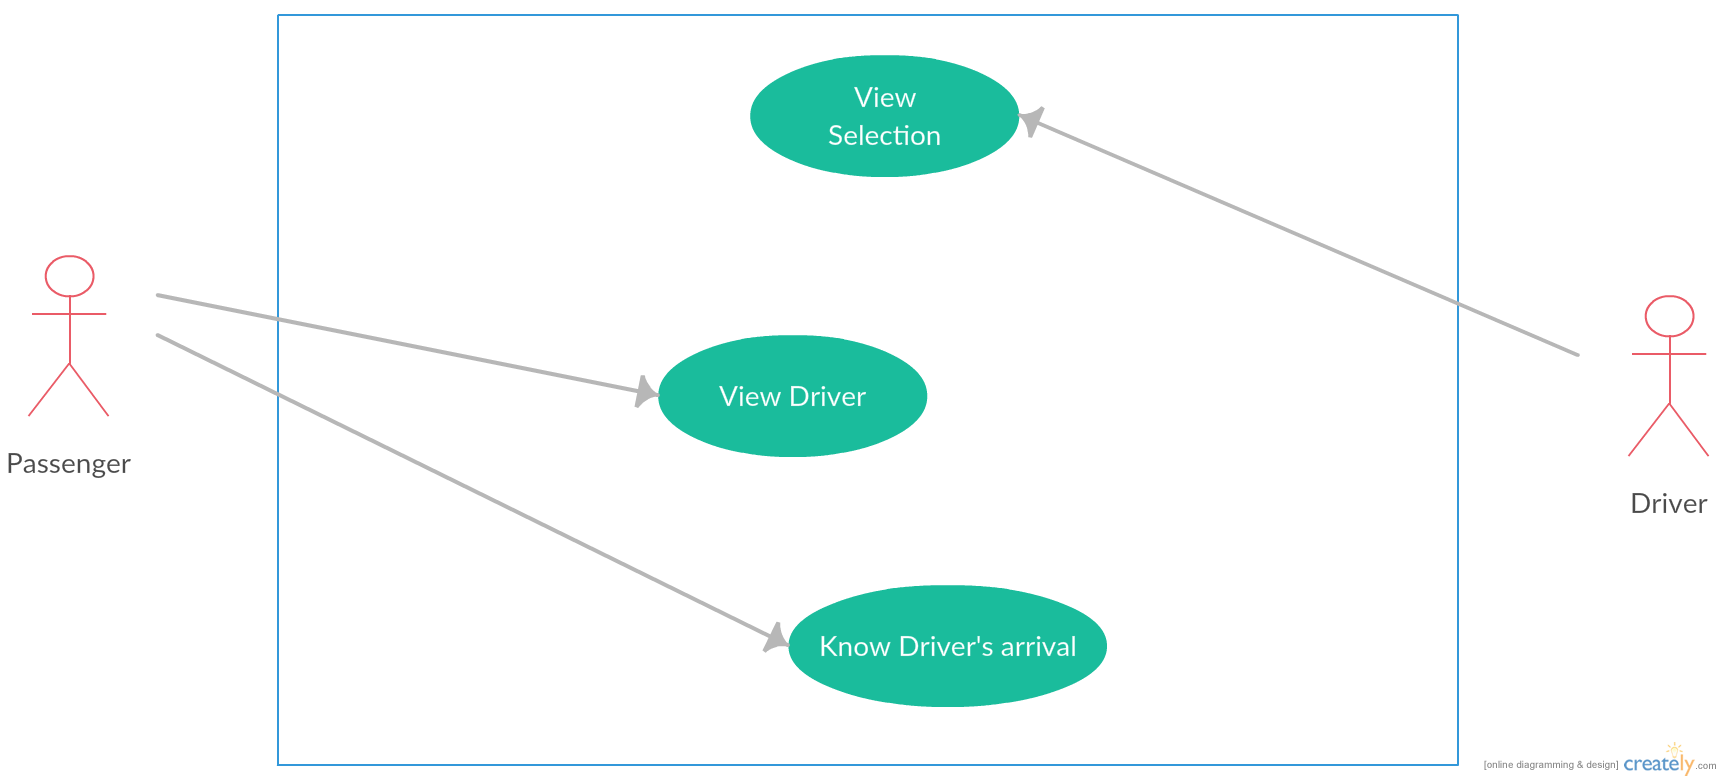 View
Selection
View Driver
Passenger
Driver
Know Driver's arrival
[online diagramming & design] creately.com